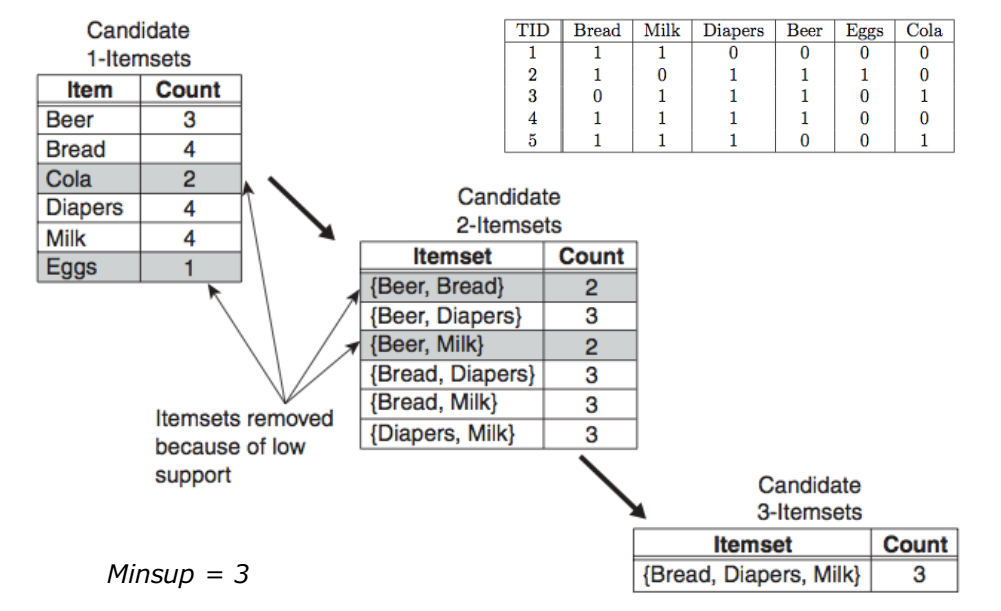 Candidate
1-Itemsets
Item Count
Beer 3
Bread 4
Cola 2
Diapers 4
Milk 4
Eggs 1
TID Bread Milk Diapers Beer Eggs Cola
1 1 1 0 0 0 0
2 1 0 1 1 1 0
3 0 1 1 1 0 1
4 1 1 1 1 0 0
5 1 1 1 0 0 1
Candidate
2-Itemsets
Itemset Count
{Beer, Bread} 2
{Beer, Diapers} 3
{Beer, Milk} 2
{Bread, Diapers} 3
{Bread, Milk} 3
{Diapers, Milk} 3
Itemsets removed
because of low
support
Candidate
3-Itemsets
Itemset Count
{Bread, Diapers, Milk} 3
Minsup = 3